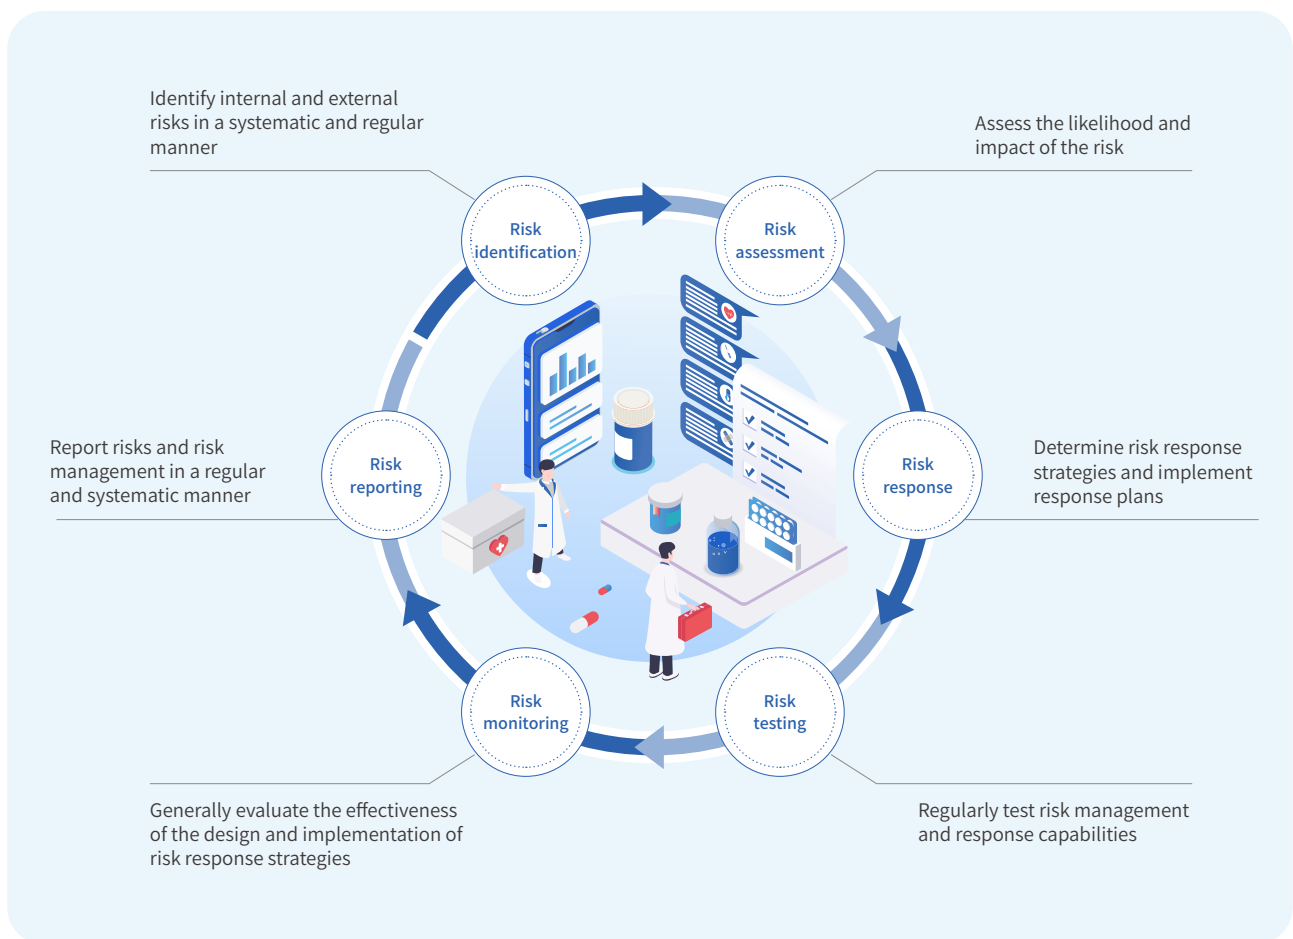 Identify internal and external
risks in a systematic and regular
manner
Assess the likelihood and
impact of the risk
Risk
identification
Risk
assessment
Report risks and risk
management in a regular
and systematic manner
Risk
reporting
Risk
response
Determine risk response
strategies and implement
response plans
Risk
monitoring
Risk
testing
Generally evaluate the effectiveness
of the design and implementation of
risk response strategies
Regularly test risk management
and response capabilities